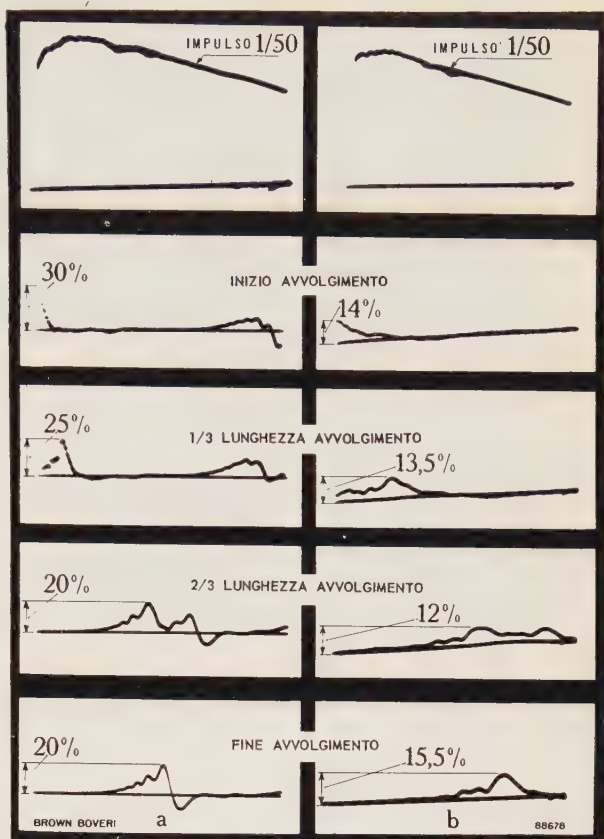 IMPULSO 1/50
IMPULSO 1/50
INIZIO AVVOLGIMENTO
30%
14%
1/3 LUNGHEZZA AVVOLGIMENTO
25%
13,5%
2/3 LUNGHEZZA AVVOLGIMENTO
20%
12%
FINE AVVOLGIMENTO
20%
15,5%
BROWN BOVERI
a
b
88678